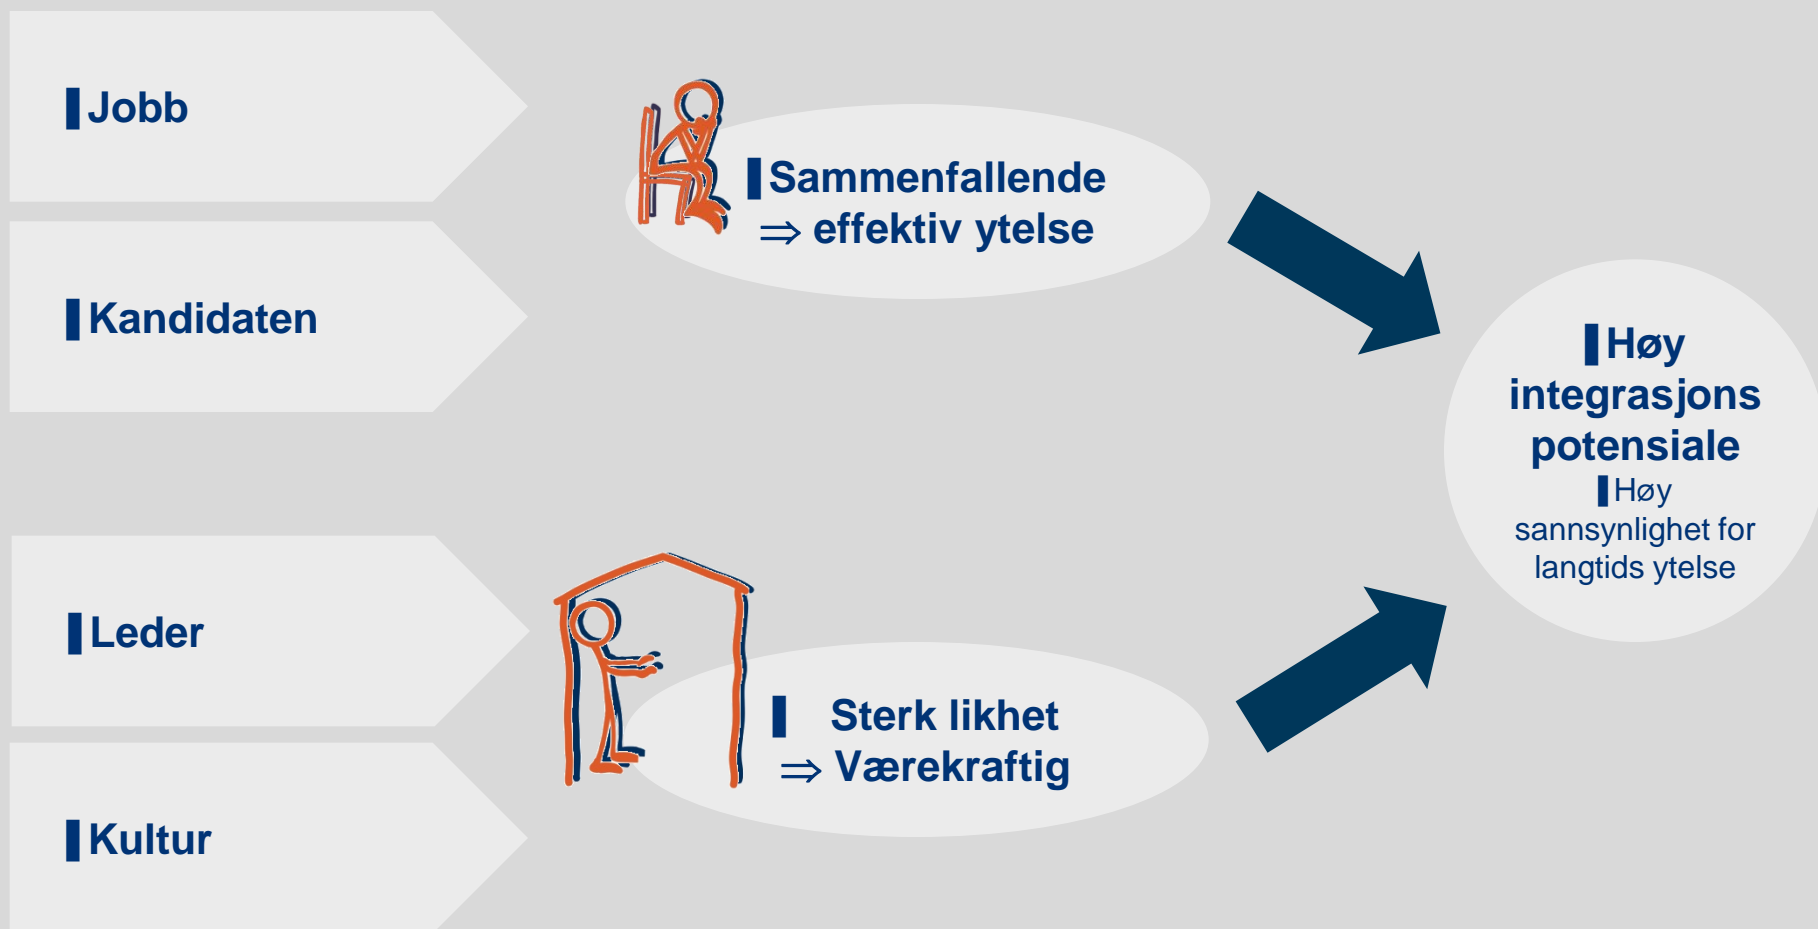 Jobb
Kandidaten
Sammenfallende
⇒ effektiv ytelse
Leder
Kultur
Sterk likhet
⇒ Værekraftig
Høy
integrasjons
potensiale
Høy
sannsynlighet for
langtids ytelse